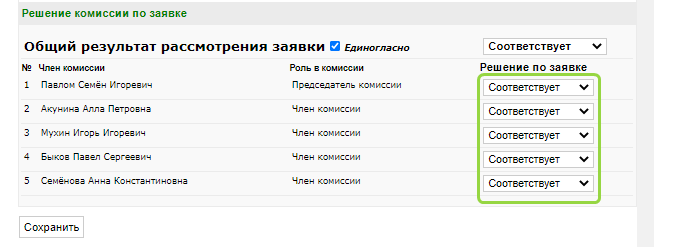 Решение комиссии по заявке
Общий результат рассмотрения заявки Единогласно Соответствует
№ Член комиссии Роль в комиссии Решение по заявке
1 Павлом Семён Игоревич Председатель комиссии Соответствует
2 Акунина Алла Петровна Член комиссии Соответствует
3 Мухин Игорь Игоревич Член комиссии Соответствует
4 Быков Павел Сергеевич Член комиссии Соответствует
5 Семёнова Анна Константиновна Член комиссии Соответствует
Сохранить